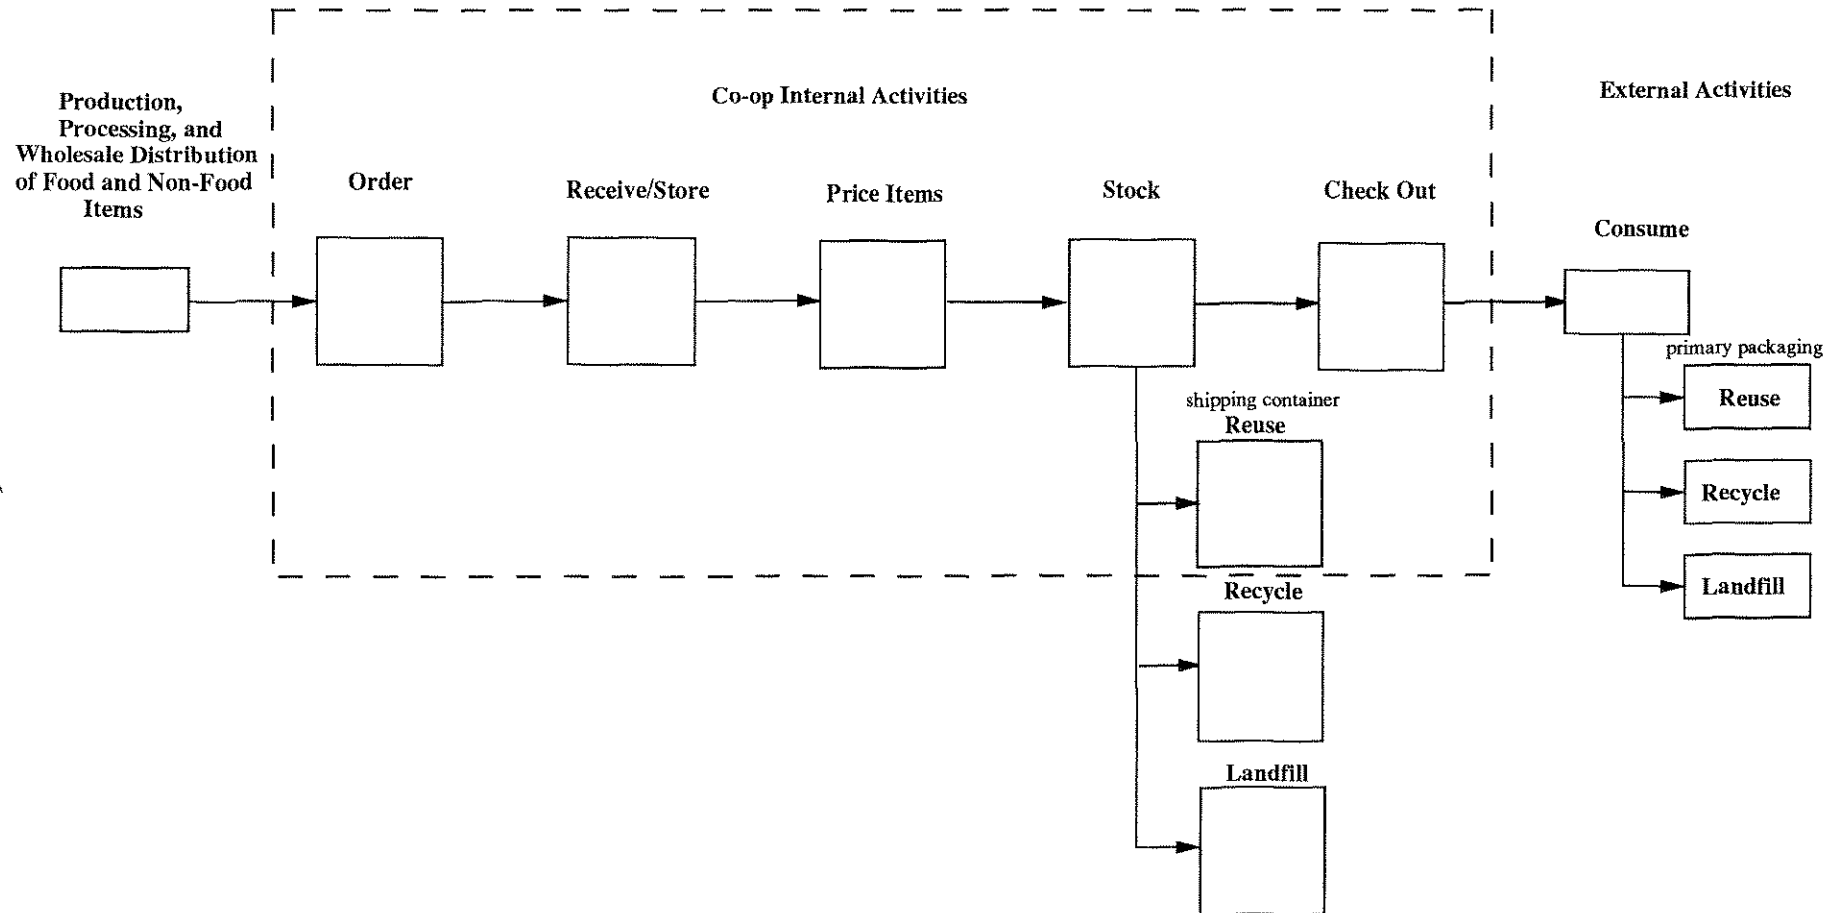 Production,
Processing, and
Wholesale Distribution
of Food and Non-Food
Items
Co-op Internal Activities
External Activities
Order
Receive/Store
Price Items
Stock
Check Out
Consume
primary packaging
Reuse
Recycle
Landfill
shipping container
Reuse
Recycle
Landfill